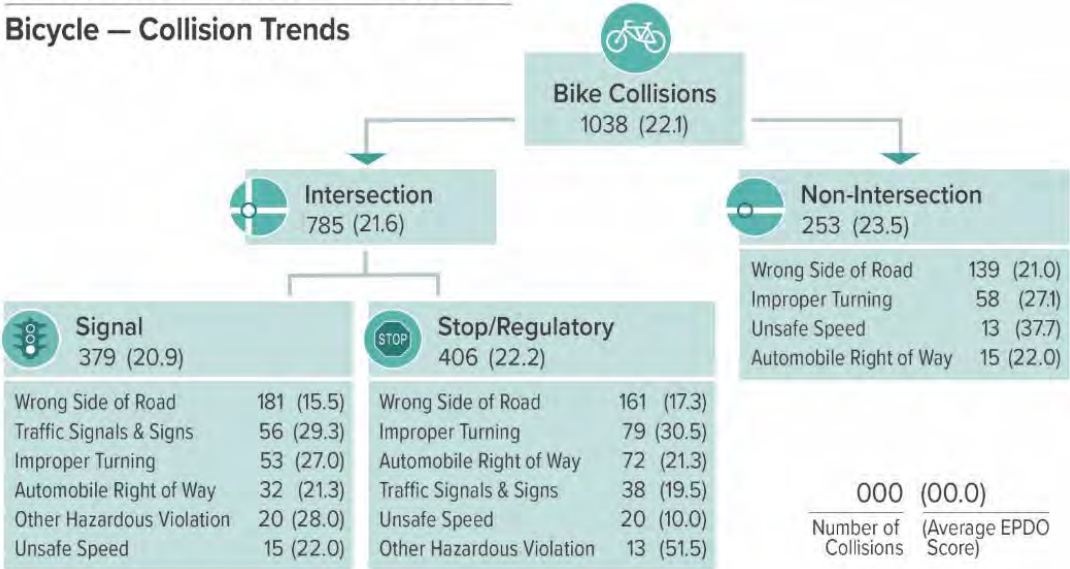 Bicycle — Collision Trends
Bike Collisions
1038 (22.1)
Intersection
785 (21.6)
Non-Intersection
253 (23.5)
Wrong Side of Road 139 (21.0)
Improper Turning 58 (27.1)
Unsafe Speed 13 (37.7)
Automobile Right of Way 15 (22.0)
Signal
379 (20.9)
Wrong Side of Road 181 (15.5)
Traffic Signals & Signs 56 (29.3)
Improper Turning 53 (27.0)
Automobile Right of Way 32 (21.3)
Other Hazardous Violation 20 (28.0)
Unsafe Speed 15 (22.0)
STOP
Stop/Regulatory
406 (22.2)
Wrong Side of Road 161 (17.3)
Improper Turning 79 (30.5)
Automobile Right of Way 72 (21.3)
Traffic Signals & Signs 38 (19.5)
Unsafe Speed 20 (10.0)
Other Hazardous Violation 13 (51.5)
000 (00.0)
Number of Collisions
(Average EPDO Score)